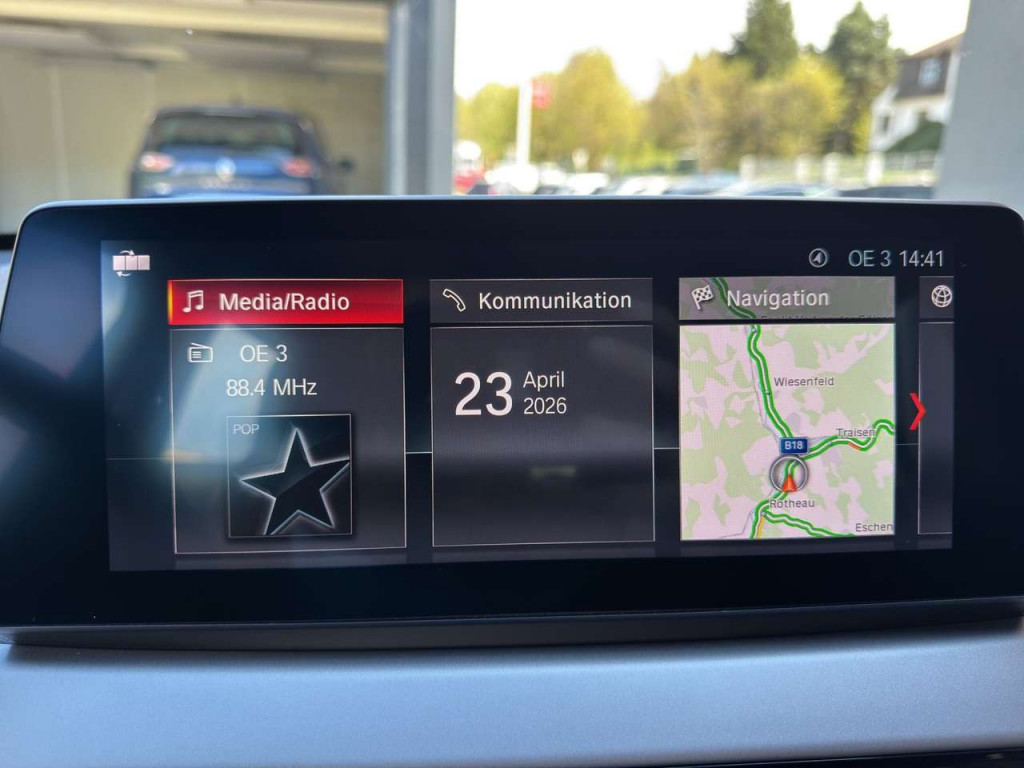 OE 3 14:41
Media/Radio
OE 3
88.4 MHz
POP
Kommunikation
23 April
2026
Navigation
Wiesenfeld
Traisen
B18
Rotheau
Eschen